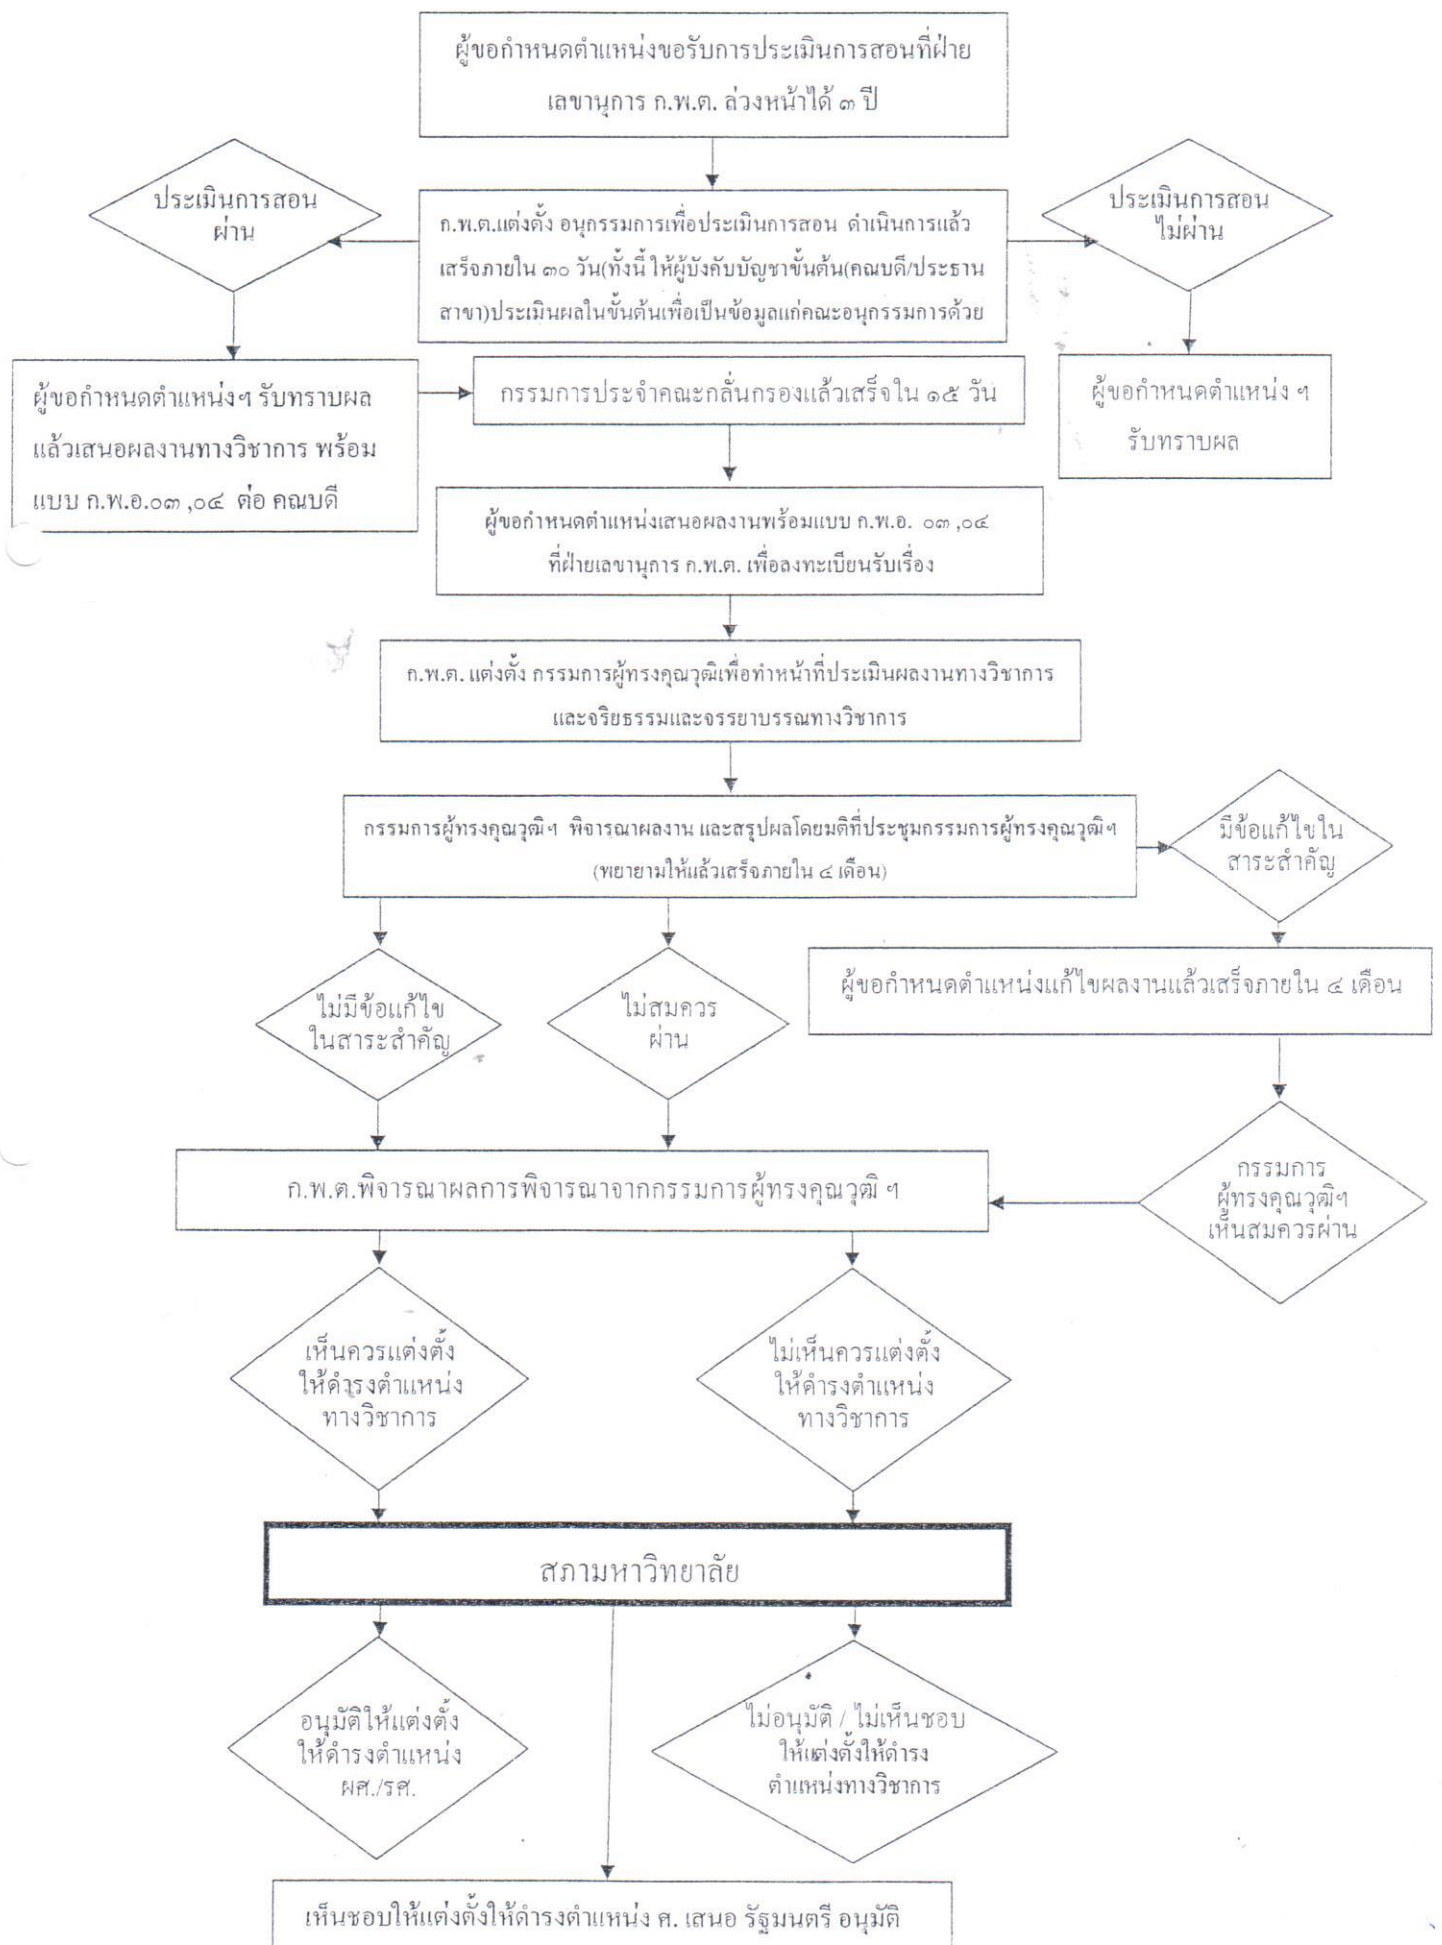 ผู้ขอกำหนดตำแหน่งขอรับการประเมินการสอนที่ฝ่าย
เลขานุการ ก.พ.ต. ล่วงหน้าได้ ๓ ปี
ประเมินการสอน
ผ่าน
ก.พ.ต.แต่งตั้ง อนุกรรมการเพื่อประเมินการสอน ดำเนินการแล้ว
เสร็จภายใน ๓๐ วัน(ทั้งนี้ ให้ผู้บังคับบัญชาขั้นต้น(คณบดี/ประธาน
สาขา)ประเมินผลในขั้นต้นเพื่อเป็นข้อมูลแก่คณะอนุกรรมการด้วย
ประเมินการสอน
ไม่ผ่าน
ผู้ขอกำหนดตำแหน่งฯ รับทราบผล
แล้วเสนอผลงานทางวิชาการ พร้อม
แบบ ก.พ.อ.๐๓ ,๐๔ ต่อ คณบดี
กรรมการประจำคณะกลั่นกรองแล้วเสร็จใน ๑๕ วัน
ผู้ขอกำหนดตำแหน่ง ฯ
รับทราบผล
ผู้ขอกำหนดตำแหน่งเสนอผลงานพร้อมแบบ ก.พ.อ. ๐๓ ,๐๔
ที่ฝ่ายเลขานุการ ก.พ.ต. เพื่อลงทะเบียนรับเรื่อง
ก.พ.ต. แต่งตั้ง กรรมการผู้ทรงคุณวุฒิเพื่อทำหน้าที่ประเมินผลงานทางวิชาการ
และจริยธรรมและจรรยาบรรณทางวิชาการ
กรรมการผู้ทรงคุณวุฒิฯ พิจารณาผลงาน และสรุปผลโดยมติที่ประชุมกรรมการผู้ทรงคุณวุฒิฯ
(พยายามให้แล้วเสร็จภายใน ๔ เดือน)
มีข้อแก้ไขใน
สาระสำคัญ
ไม่มีข้อแก้ไข
ในสาระสำคัญ
ไม่สมควร
ผ่าน
ผู้ขอกำหนดตำแหน่งแก้ไขผลงานแล้วเสร็จภายใน ๔ เดือน
ก.พ.ต.พิจารณาผลการพิจารณาจากกรรมการผู้ทรงคุณวุฒิ ฯ
กรรมการ
ผู้ทรงคุณวุฒิฯ
เห็นสมควรผ่าน
เห็นควรแต่งตั้ง
ให้ดำรงตำแหน่ง
ทางวิชาการ
ไม่เห็นควรแต่งตั้ง
ให้ดำรงตำแหน่ง
ทางวิชาการ
สภามหาวิทยาลัย
อนุมัติให้แต่งตั้ง
ให้ดำรงตำแหน่ง
ผศ./รศ.
ไม่อนุมัติ / ไม่เห็นชอบ
ให้แต่งตั้งให้ดำรง
ตำแหน่งทางวิชาการ
เห็นชอบให้แต่งตั้งให้ดำรงตำแหน่ง ศ. เสนอ รัฐมนตรี อนุมัติ